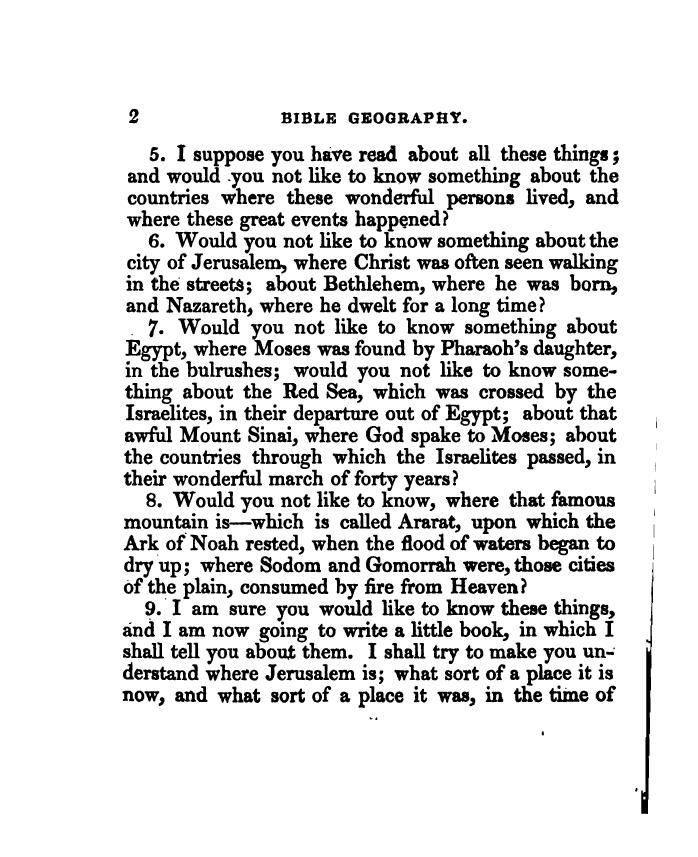 2 BIBLE GEOGRAPHY.
5. I suppose you have read about all these things;
and would you not like to know something about the
countries where these wonderful persons lived, and
where these great events happened?
6. Would you not like to know something about the
city of Jerusalem, where Christ was often seen walking
in the streets; about Bethlehem, where he was born,
and Nazareth, where he dwelt for a long time?
7. Would you not like to know something about
Egypt, where Moses was found by Pharaoh's daughter,
in the bulrushes; would you not like to know some-
thing about the Red Sea, which was crossed by the
Israelites, in their departure out of Egypt; about that
awful Mount Sinai, where God spake to Moses; about
the countries through which the Israelites passed, in
their wonderful march of forty years?
8. Would you not like to know, where that famous
mountain is—which is called Ararat, upon which the
Ark of Noah rested, when the flood of waters began to
dry up; where Sodom and Gomorrah were, those cities
of the plain, consumed by fire from Heaven?
9. I am sure you would like to know these things,
and I am now going to write a little book, in which I
shall tell you about them. I shall try to make you un-
derstand where Jerusalem is; what sort of a place it is
now, and what sort of a place it was, in the time of